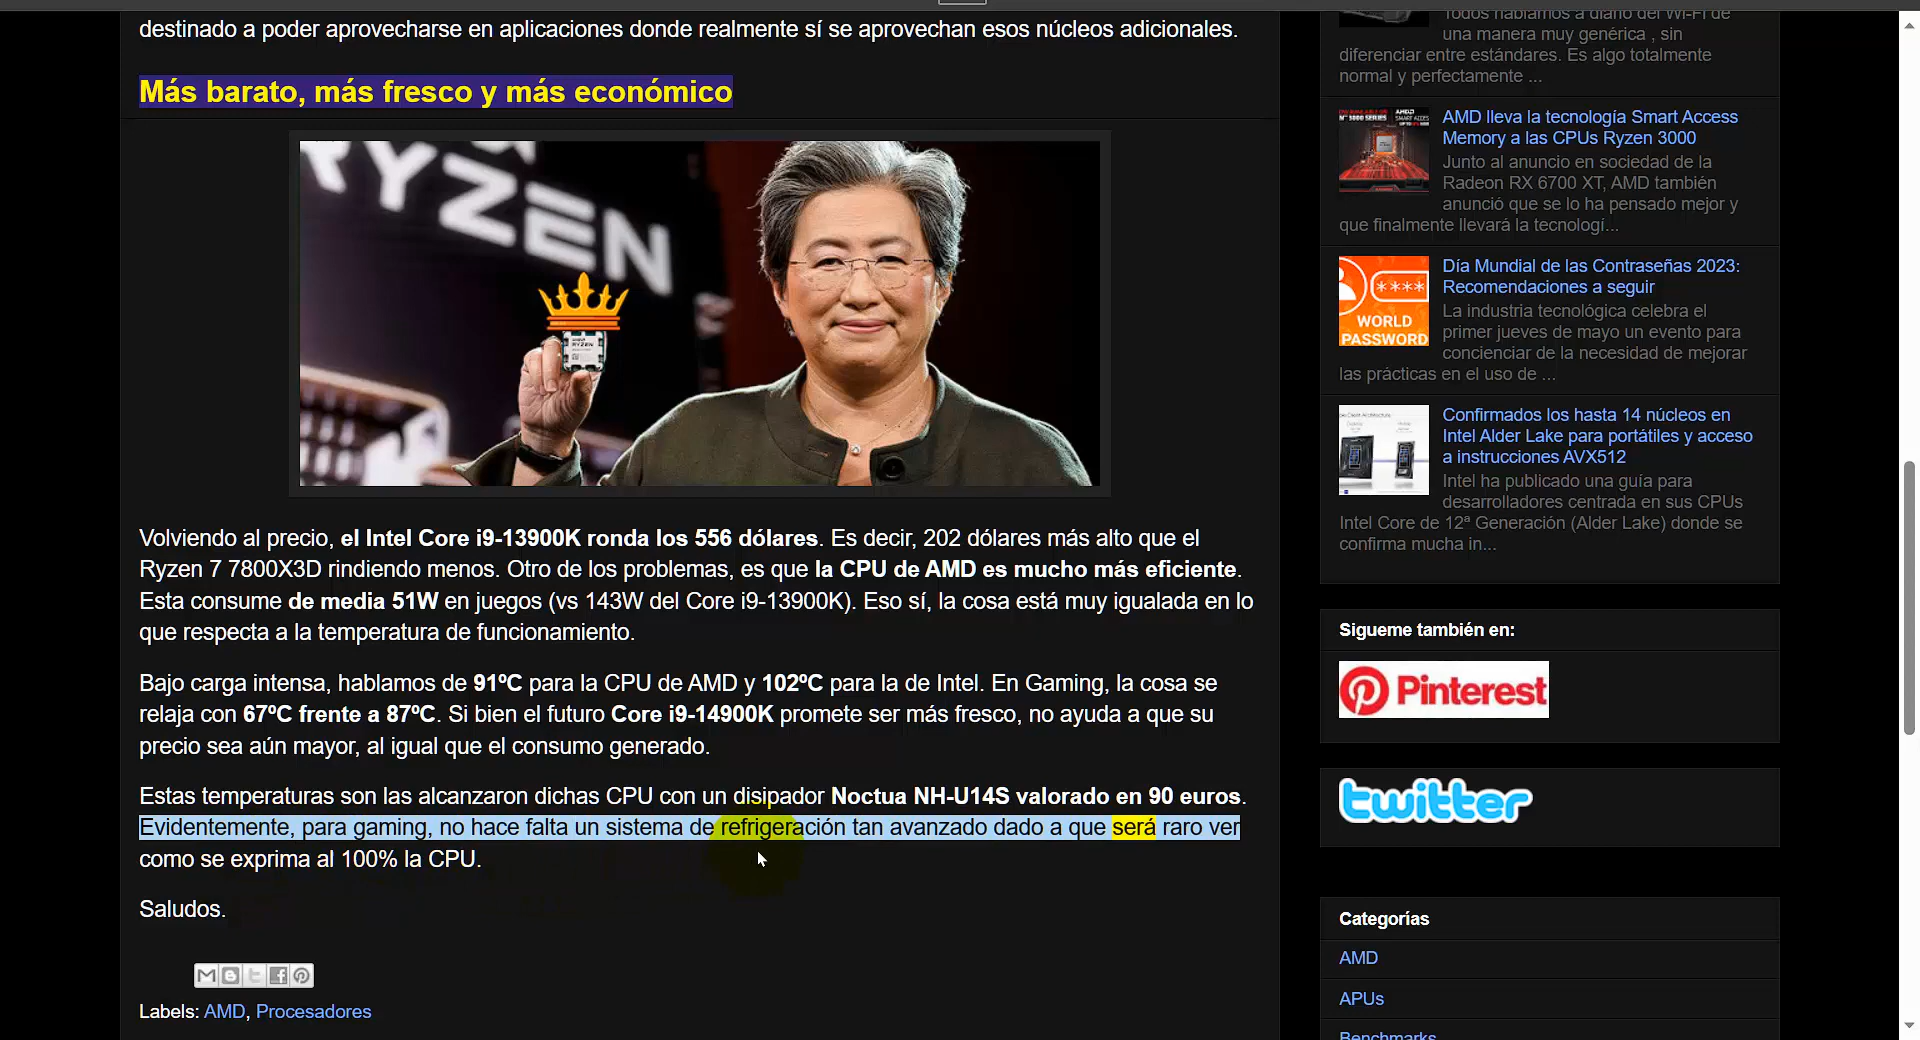 destinado a poder aprovecharse en aplicaciones donde realmente sí se aprovechan esos núcleos adicionales.
Más barato, más fresco y más económico
RYZEN
RYZEN
Volviendo al precio, el Intel Core i9-13900K ronda los 556 dólares. Es decir, 202 dólares más alto que el
Ryzen 7 7800X3D rindiendo menos. Otro de los problemas, es que la CPU de AMD es mucho más eficiente.
Esta consume de media 51W en juegos (vs 143W del Core i9-13900K). Eso sí, la cosa está muy igualada en lo
que respecta a la temperatura de funcionamiento.
Bajo carga intensa, hablamos de 91ºC para la CPU de AMD y 102ºC para la de Intel. En Gaming, la cosa se
relaja con 67ºC frente a 87ºC. Si bien el futuro Core i9-14900K promete ser más fresco, no ayuda a que su
precio sea aún mayor, al igual que el consumo generado.
Estas temperaturas son las alcanzaron dichas CPU con un disipador Noctua NH-U14S valorado en 90 euros.
Evidentemente, para gaming, no hace falta un sistema de refrigeración tan avanzado dado a que será raro ver
como se exprima al 100% la CPU.
Saludos.
Labels: AMD, Procesadores
Todos hablamos a diario del Wi-Fi de
una manera muy genérica , sin
diferenciar entre estándares. Es algo totalmente
normal y perfectamente ...
AMD lleva la tecnología Smart Access
Memory a las CPUs Ryzen 3000
Junto al anuncio en sociedad de la
Radeon RX 6700 XT, AMD también
anunció que se lo ha pensado mejor y
que finalmente llevará la tecnologí...
Día Mundial de las Contraseñas 2023:
Recomendaciones a seguir
****
WORLD
PASSWORD
La industria tecnológica celebra el
primer jueves de mayo un evento para
concienciar de la necesidad de mejorar
las prácticas en el uso de ...
Confirmados los hasta 14 núcleos en
Intel Alder Lake para portátiles y acceso
a instrucciones AVX512
Intel ha publicado una guía para
desarrolladores centrada en sus CPUs
Intel Core de 12ª Generación (Alder Lake) donde se
confirma mucha in...
Sigueme también en:
Pinterest
twitter
Categorías
AMD
APUs
Benchmarks